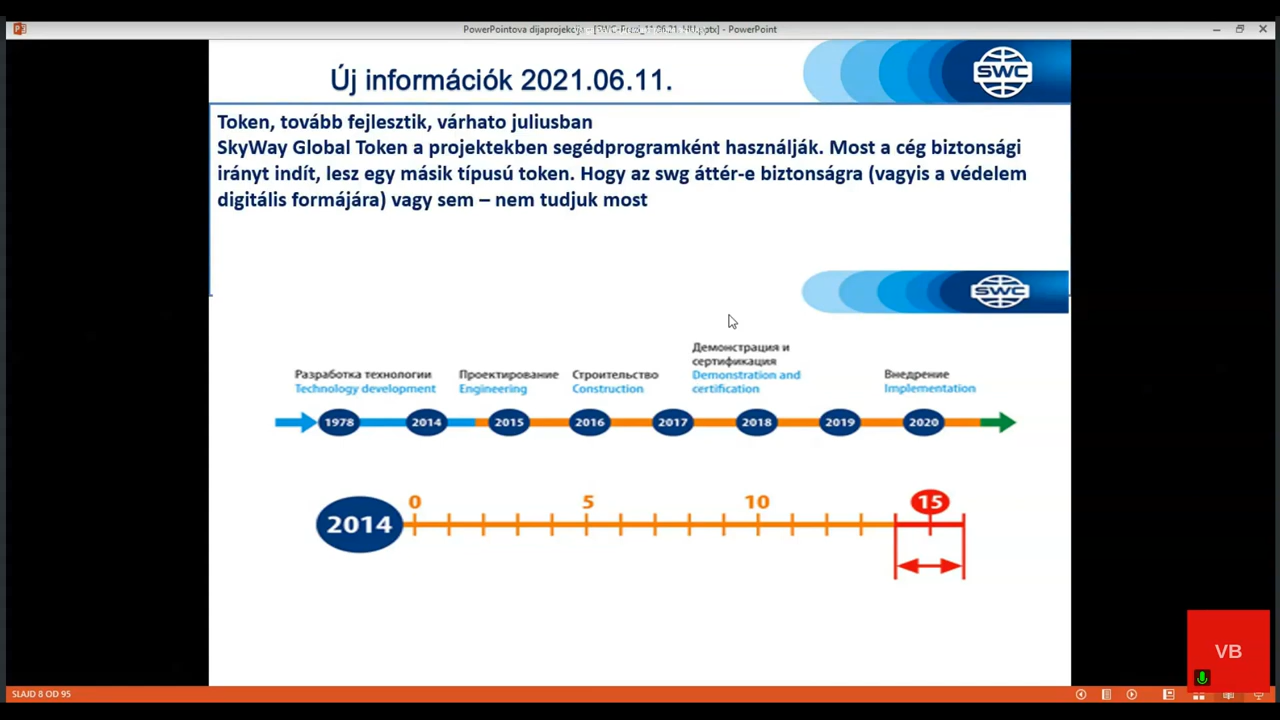 PowerPointova dijaprojekcija - [SWC-Prez_11.06.21. HU.pptx] - PowerPoint
Új információk 2021.06.11.
SWC
Token, tovább fejlesztik, várhato juliusban
SkyWay Global Token a projektekben segédprogramként használják. Most a cég biztonsági
irányt indít, lesz egy másik típusú token. Hogy az swg áttér-e biztonságra (vagyis a védelem
digitális formájára) vagy sem – nem tudjuk most
SWC
Разработка технологии
Technology development
Проектирование
Engineering
Строительство
Construction
Демонстрация и
сертификация
Demonstration and
certification
Внедрение
Implementation
1978 2014 2015 2016 2017 2018 2019 2020
0 5 10 15
2014
VB
SLAJD 8 OD 95